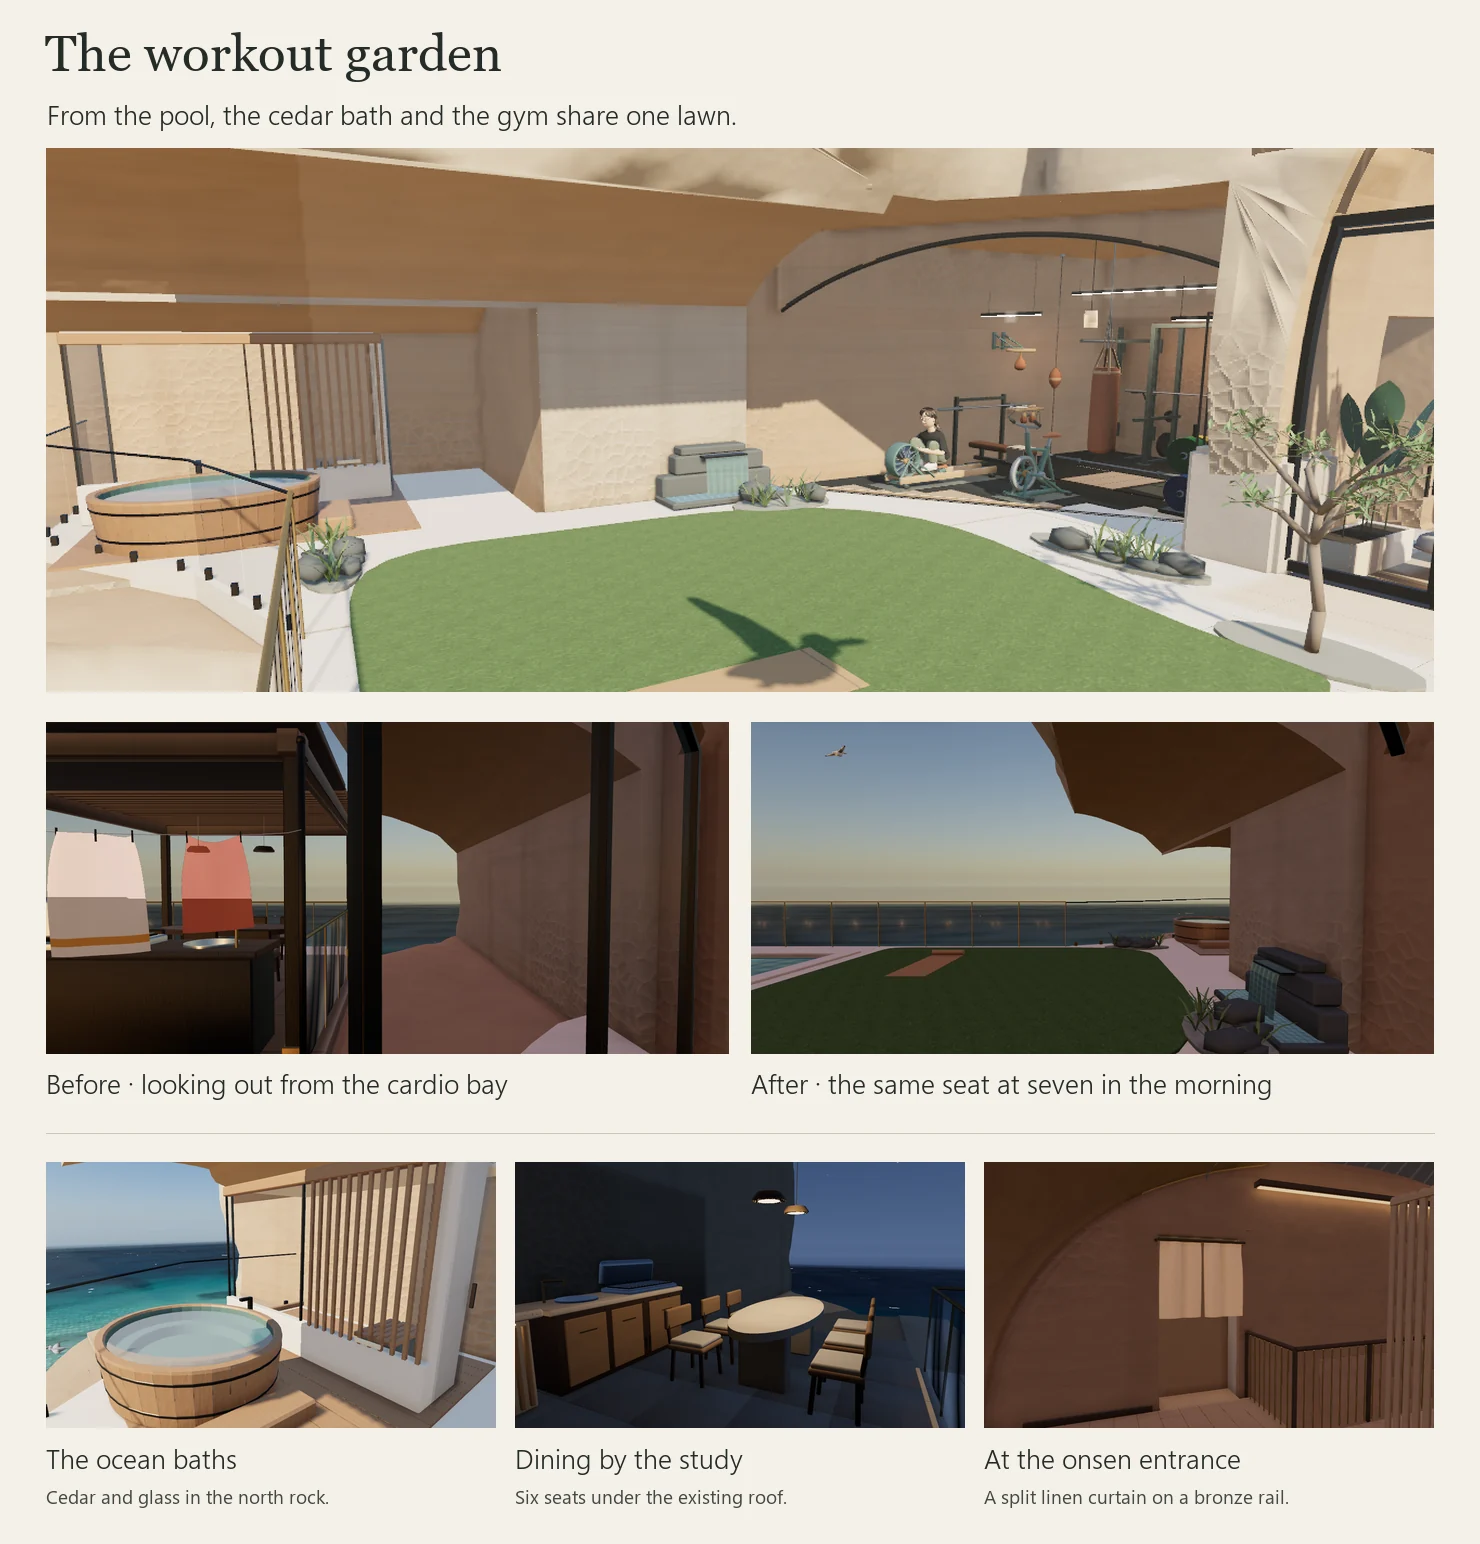 The workout garden
From the pool, the cedar bath and the gym share one lawn.
Before · looking out from the cardio bay
After · the same seat at seven in the morning
The ocean baths
Dining by the study
At the onsen entrance
Cedar and glass in the north rock.
Six seats under the existing roof.
A split linen curtain on a bronze rail.